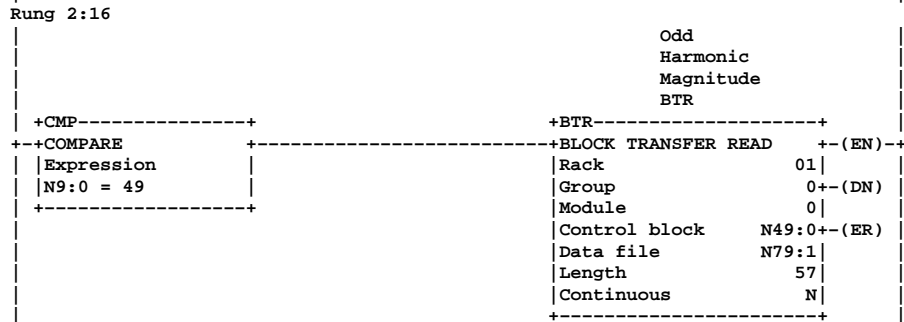 Rung 2:16
Odd
Harmonic
Magnitude
BTR
+CMP----------------+ +BTR---------------------+
+-+COMPARE +--------------------------+BLOCK TRANSFER READ +-(EN)-+
|Expression | |Rack 01|
|N9:0 = 49 | |Group 0+-(DN)
+-------------------+ |Module 0|
|Control block N49:0+-(ER)
|Data file N79:1|
|Length 57|
|Continuous N|
+------------------------+